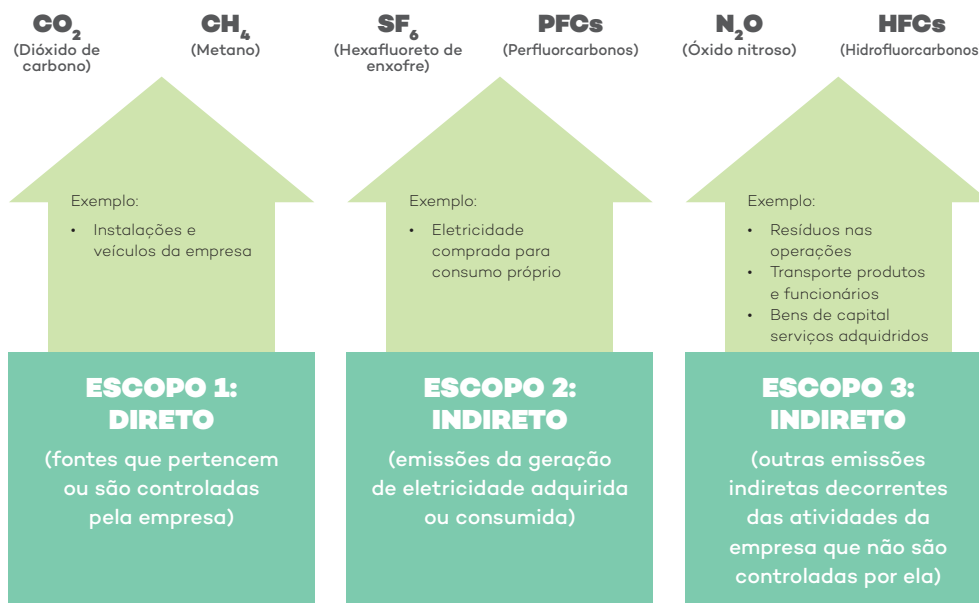 CO₂
(Dióxido de
carbono)
CH₄
(Metano)
SF₆
(Hexafluoreto de
enxofre)
PFCs
(Perfluorcarbonos)
N₂O
(Óxido nitroso)
HFCs
(Hidrofluorcarbonos
Exemplo:
• Instalações e
veículos da empresa
Exemplo:
• Eletricidade
comprada para
consumo próprio
Exemplo:
• Resíduos nas
operações
• Transporte produtos
e funcionários
• Bens de capital
serviços adquidridos
ESCOPO 1:
DIRETO
(fontes que pertencem
ou são controladas
pela empresa)
ESCOPO 2:
INDIRETO
(emissões da geração
de eletricidade adquirida
ou consumida)
ESCOPO 3:
INDIRETO
(outras emissões
indiretas decorrentes
das atividades da
empresa que não são
controladas por ela)